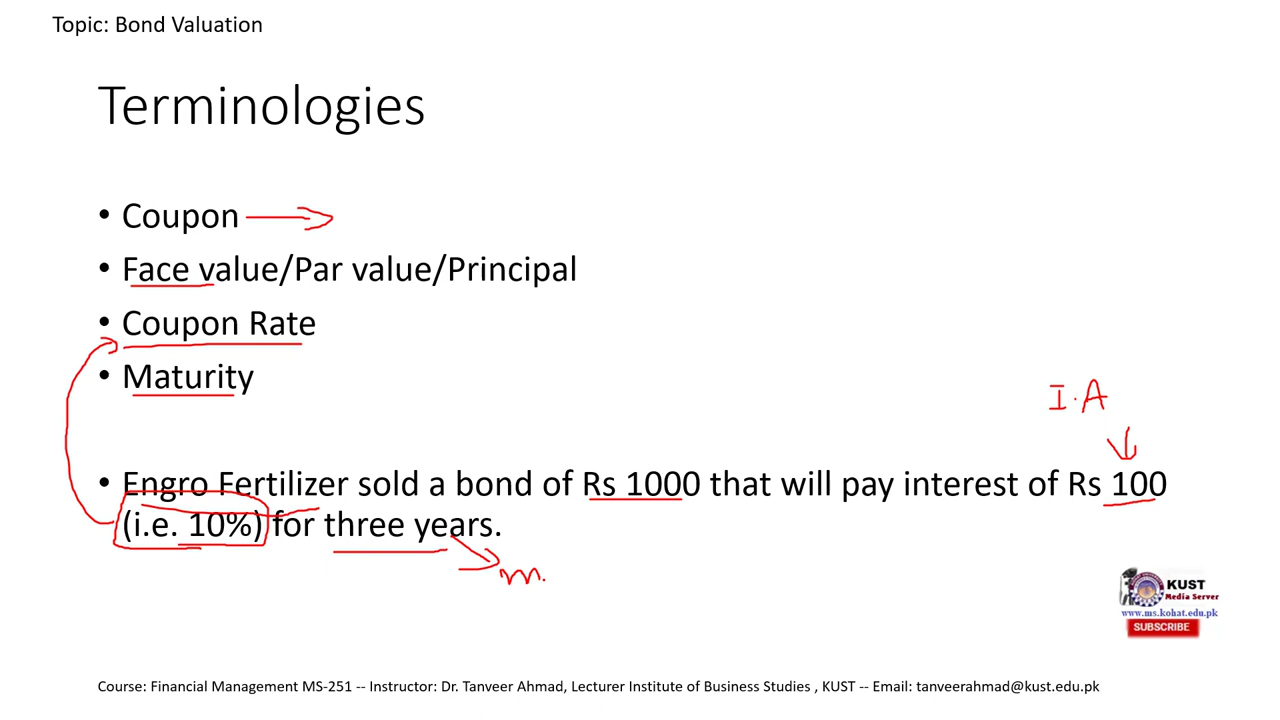 Topic: Bond Valuation
Terminologies
• Coupon
• Face value/Par value/Principal
• Coupon Rate
• Maturity
I.A
• Engro Fertilizer sold a bond of Rs 1000 that will pay interest of Rs 100
(i.e. 10%) for three years.
m.
KUST
Media Server
www.ms.kohat.edu.pk
SUBSCRIBE
Course: Financial Management MS-251 -- Instructor: Dr. Tanveer Ahmad, Lecturer Institute of Business Studies , KUST -- Email: tanveerahmad@kust.edu.pk